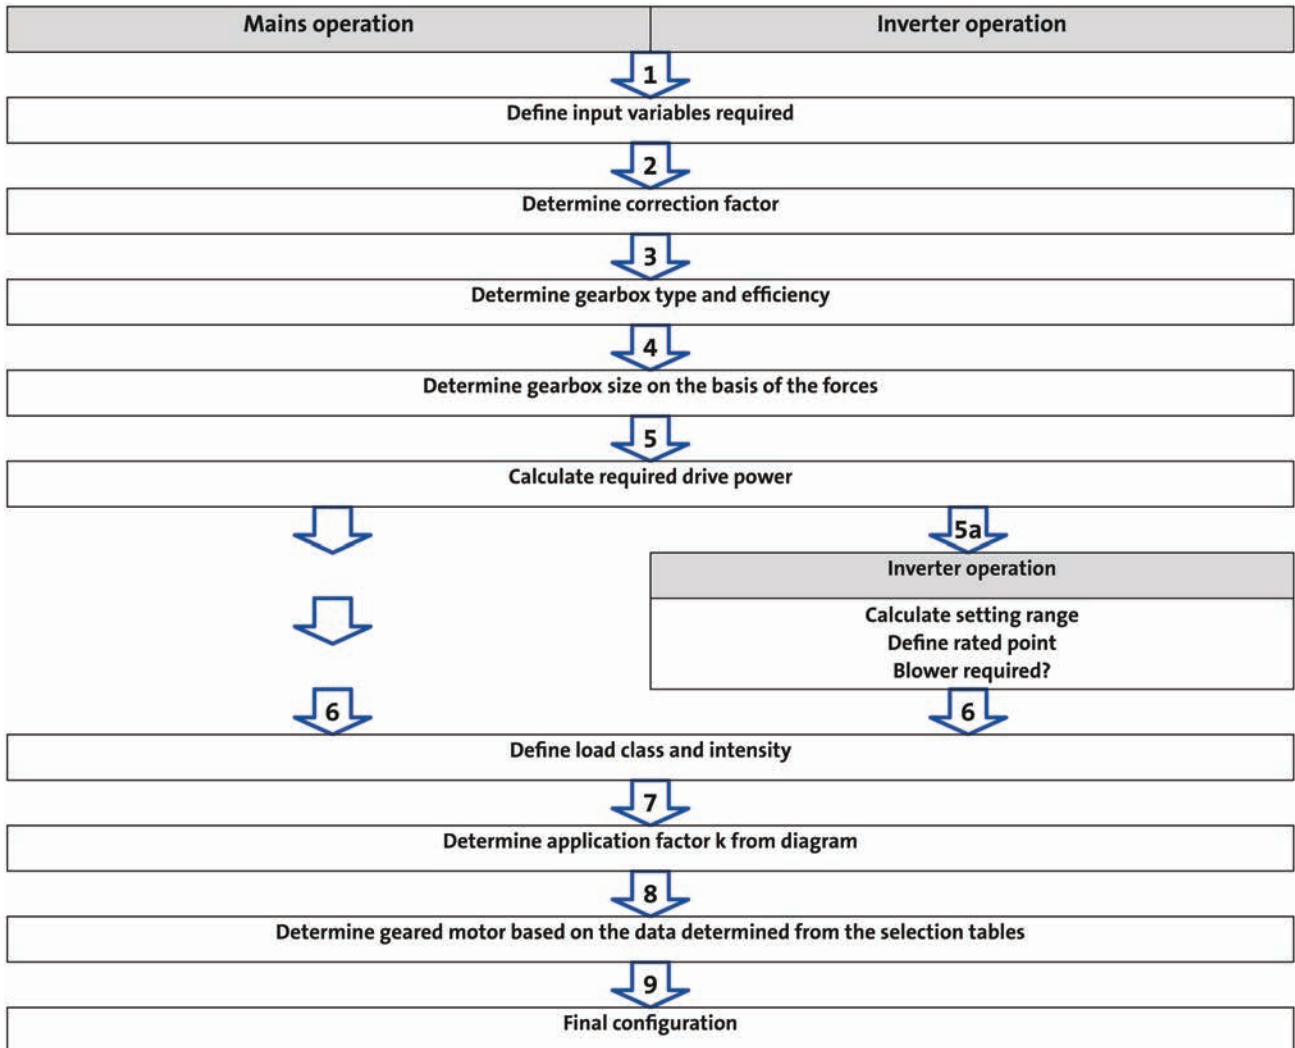 Mains operation
Inverter operation
1
Define input variables required
2
Determine correction factor
3
Determine gearbox type and efficiency
4
Determine gearbox size on the basis of the forces
5
Calculate required drive power
5a
Inverter operation
Calculate setting range
Define rated point
Blower required?
6
6
Define load class and intensity
7
Determine application factor k from diagram
8
Determine geared motor based on the data determined from the selection tables
9
Final configuration